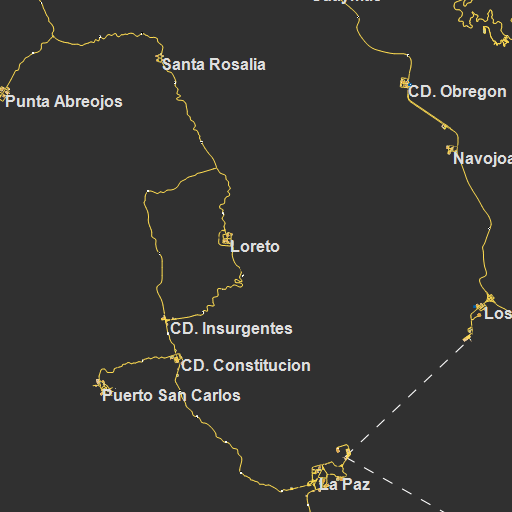 Santa Rosalia
CD. Obregon
Punta Abreojos
Navojoa
Loreto
Los
CD. Insurgentes
CD. Constitucion
Puerto San Carlos
La Paz